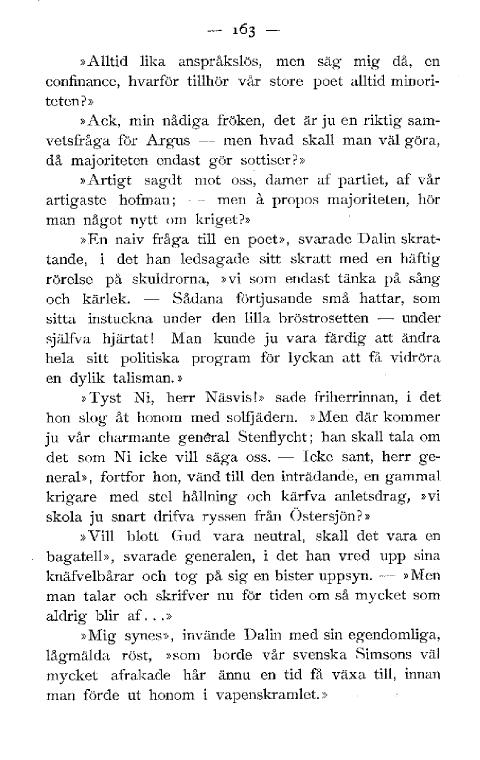 — 163 —
»Alltid lika anspråkslös, men säg mig då, en
confinance, hvarför tillhör vår store poet alltid minori-
teten?»
»Ack, min nådiga fröken, det är ju en riktig sam-
vetsfråga för Argus — men hvad skall man väl göra,
då majoriteten endast gör sottiser?»
»Artigt sagdt mot oss, damer af partiet, af vår
artigaste hofman; — men à propos majoriteten, hör
man något nytt om kriget?»
»En naiv fråga till en poet», svarade Dalin skrat-
tande, i det han ledsagade sitt skratt med en häftig
rörelse på skuldrorna, »vi som endast tänka på sång
och kärlek. — Sådana förtjusande små hattar, som
sitta instuckna under den lilla bröstrosetten — under
själfva hjärtat! Man kunde ju vara färdig att ändra
hela sitt politiska program för lyckan att få vidröra
en dylik talisman.»
»Tyst Ni, herr Näsvis!» sade friherrinnan, i det
hon slog åt honom med solfjädern. »Men där kommer
ju vår charmante genéral Stenflycht; han skall tala om
det som Ni icke vill säga oss. — Icke sant, herr ge-
neral», fortfor hon, vänd till den inträdande, en gammal
krigare med stel hållning och kärfva anletsdrag, »vi
skola ju snart drifva ryssen från Östersjön?»
»Vill blott Gud vara neutral, skall det vara en
bagatell», svarade generalen, i det han vred upp sina
knäfvelbårar och tog på sig en bister uppsyn. — »Men
man talar och skrifver nu för tiden om så mycket som
aldrig blir af...»
»Mig synes», invände Dalin med sin egendomliga,
lågmälda röst, »som borde vår svenska Simsons väl
mycket afrakade hår ännu en tid få växa till, innan
man förde ut honom i vapenskramlet.»